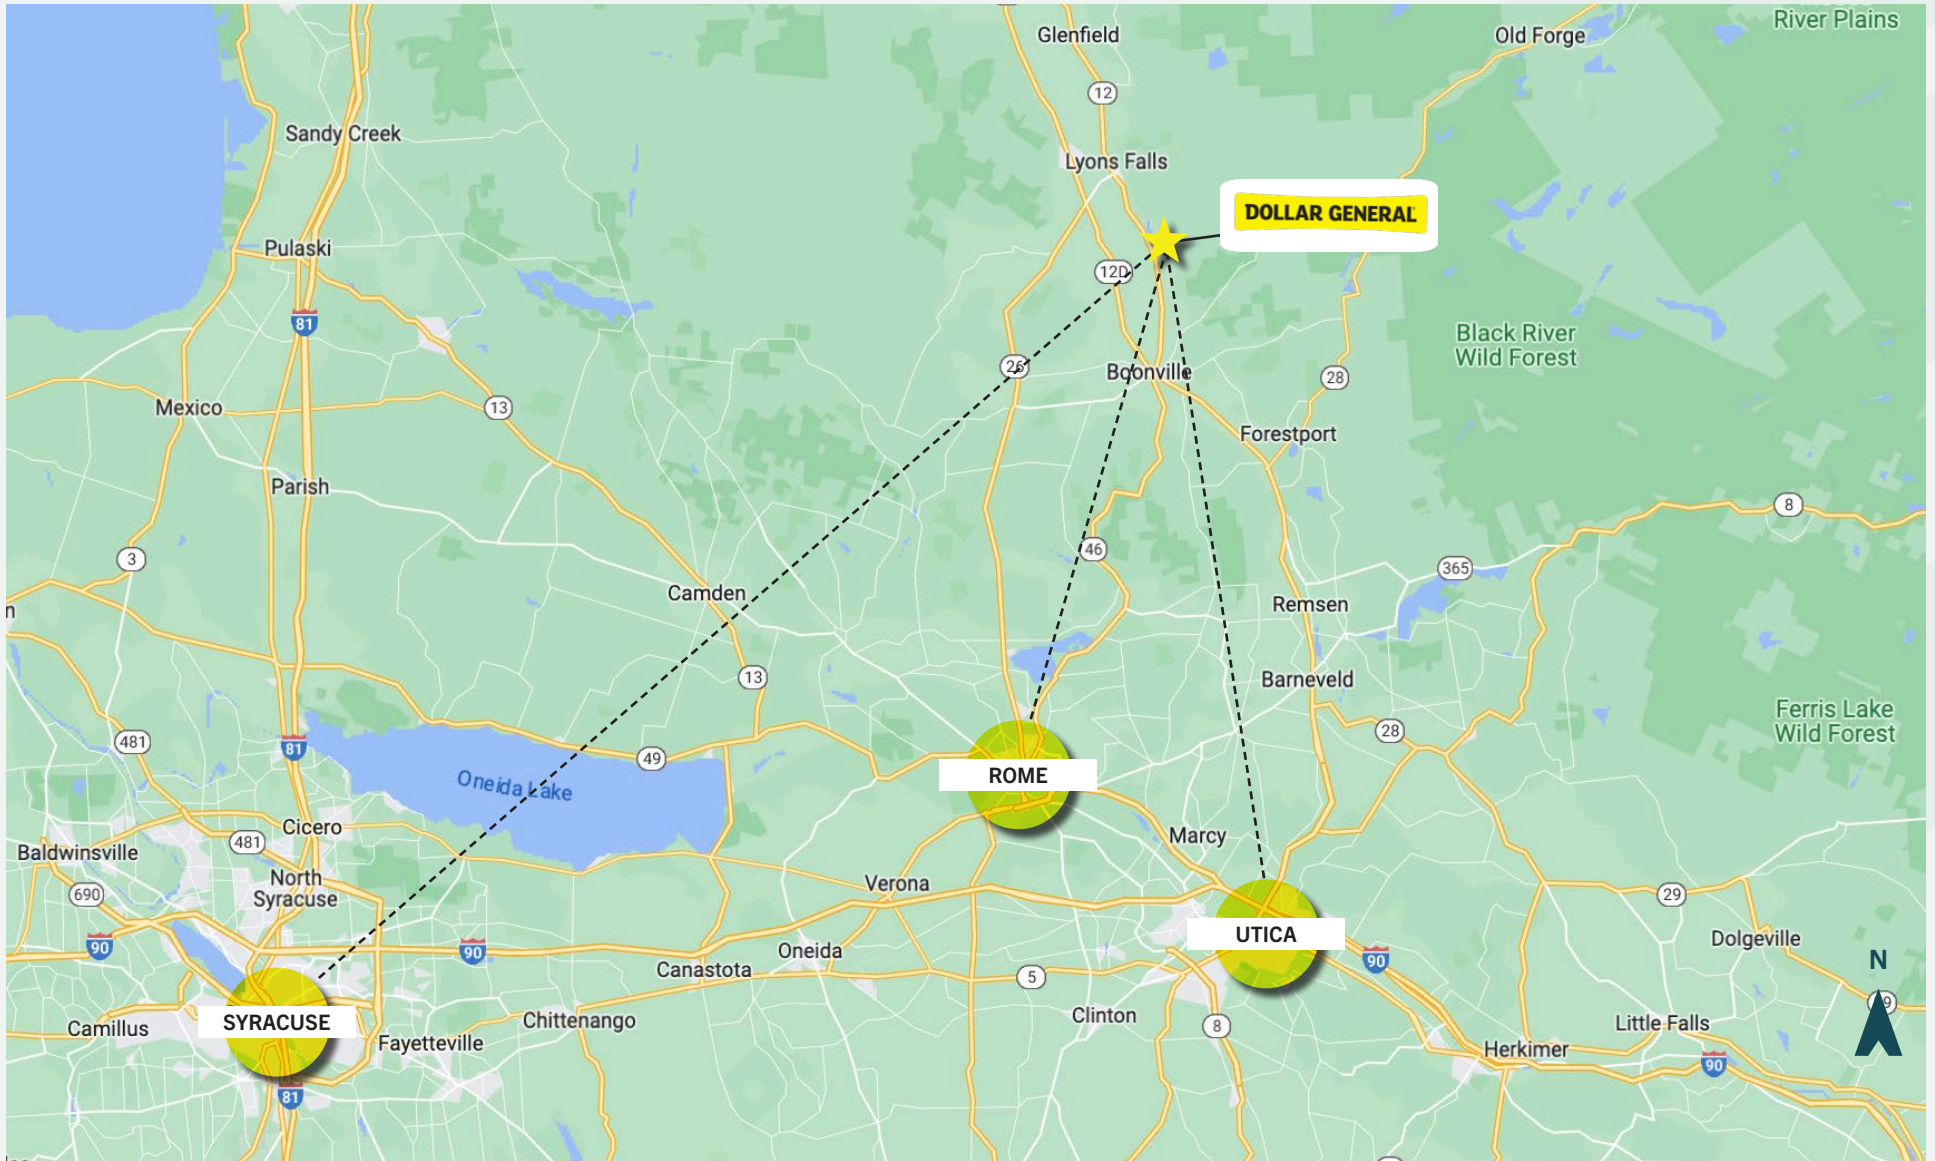 River Plains
Glenfield
Old Forge
12
Sandy Creek
Lyons Falls
DOLLAR GENERAL
Pulaski
12D
81
Black River
Wild Forest
26
Boonville
28
Mexico
13
Forestport
Parish
8
3
46
365
Camden
Remsen
n
13
Barneveld
Ferris Lake
Wild Forest
481
81
28
49
Oneida Lake
ROME
Cicero
Marcy
481
Baldwinsville
North
Syracuse
Verona
690
29
UTICA
Dolgeville
90
90
Oneida
90
N
Canastota
5
Camillus
SYRACUSE
Chittenango
Clinton
8
Little Falls
Fayetteville
Herkimer
90
81